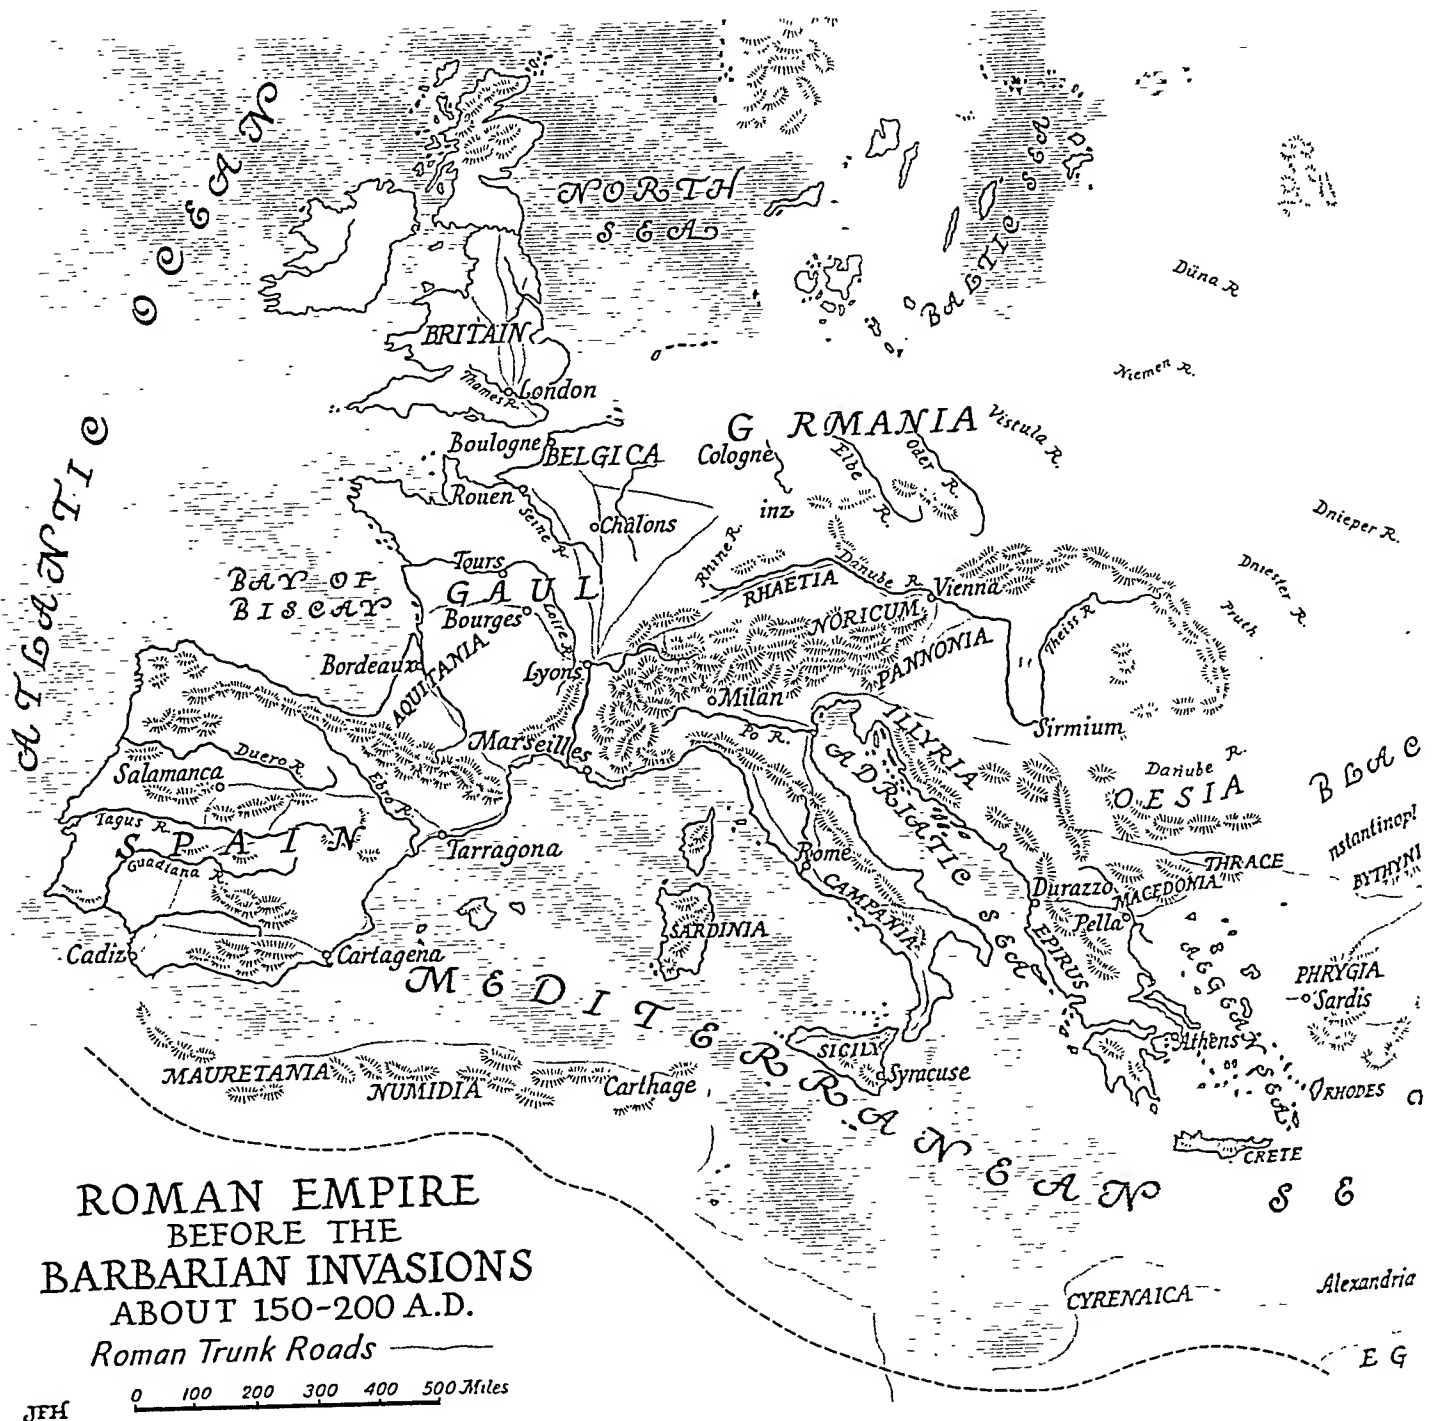 ATLANTIC
OCEAN
NORTH
SEA
BALTIC SEA
Düna R
Niemen R.
BRITAIN
Thames R.
London
G RMANIA
Vistula R.
Boulogne
BELGICA
Cologne
Elbe
R.
Oder
R.
Rouen
Seine R.
Châlons
inz
Dnieper R.
Rhine R.
Tours
BAY OF
BISCAY
GAUL
Bourges
Loire R.
RHAETIA
Danube R.
Vienna
NORICUM
Theiss R
Dniester R.
Pruth
PANNONIA
Bordeaux
AQUITANIA
Lyons
Milan
Sirmium
ILLYRIA
Po R.
Marseilles
Duero R.
Salamanca
Ebro R.
ADRIATIC SEA
Danube R.
OESIA
BLAC
Tagus R.
SPAIN
Guadiana R.
Tarragona
Rome
CAMPANIA
nstantinopl
THRACE
BYTHYNI
Durazzo
MACEDONIA
Pella
EPIRUS
SARDINIA
Cadiz
Cartagena
MEDITERRANEAN SE
AEGEAN SEA
PHRYGIA
Sardis
Athens
SICILY
Syracuse
MAURETANIA
NUMIDIA
Carthage
RHODES
CRETE
ROMAN EMPIRE
BEFORE THE
BARBARIAN INVASIONS
ABOUT 150-200 A.D.
Roman Trunk Roads
0 100 200 300 400 500 Miles
JFH
CYRENAICA
Alexandria
E G